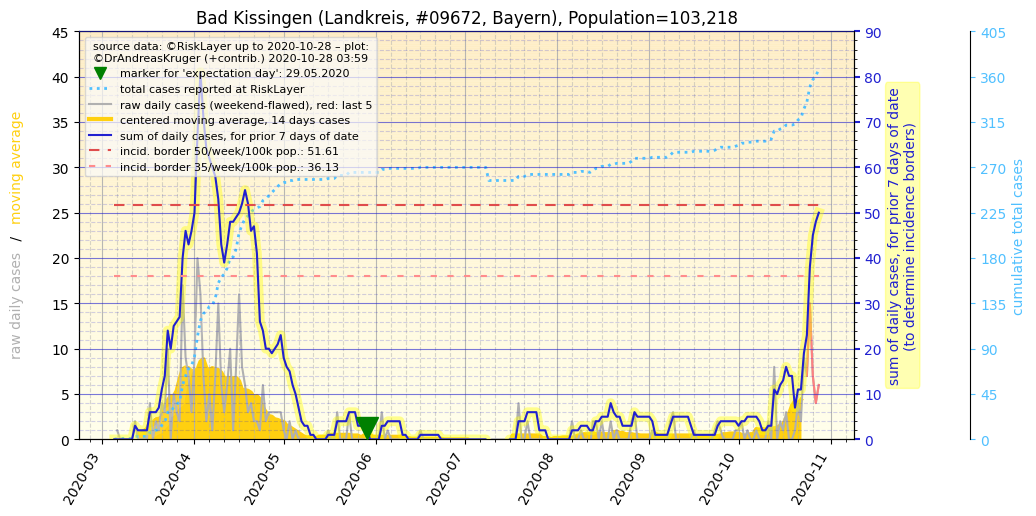 Bad Kissingen (Landkreis, #09672, Bayern), Population=103,218
source data: ©RiskLayer up to 2020-10-28 – plot:
©DrAndreasKruger (+contrib.) 2020-10-28 03:59
marker for 'expectation day': 29.05.2020
total cases reported at RiskLayer
raw daily cases (weekend-flawed), red: last 5
centered moving average, 14 days cases
sum of daily cases, for prior 7 days of date
incid. border 50/week/100k pop.: 51.61
incid. border 35/week/100k pop.: 36.13
raw daily cases / moving average
45
40
35
30
25
20
15
10
5
0
2020-03
2020-04
2020-05
2020-06
2020-07
2020-08
2020-09
2020-10
2020-11
90
80
70
60
50
40
30
20
10
0
sum of daily cases, for prior 7 days of date
(to determine incidence borders)
405
360
315
270
225
180
135
90
45
0
cumulative total cases